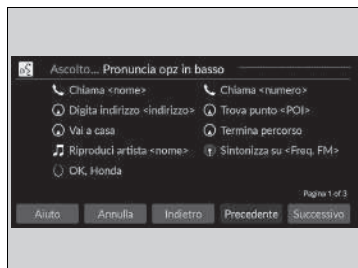 Ascolto... Pronuncia opz in basso
Chiama <nome>
Chiama <numero>
Digita indirizzo <indirizzo>
Trova punto <POI>
Vai a casa
Termina percorso
Riproduci artista <nome>
Sintonizza su <Freq. FM>
OK, Honda
Pagina 1 of 3
Aiuto Annulla Indietro Precedente Successivo